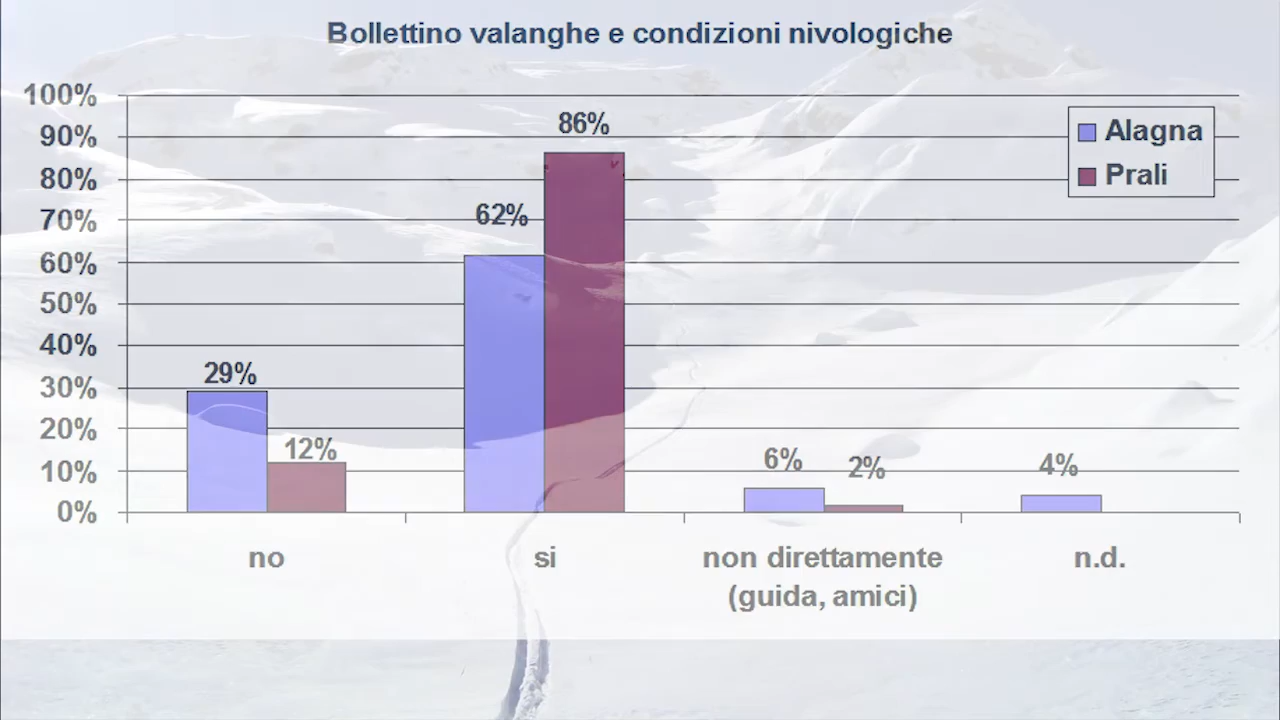 Bollettino valanghe e condizioni nivologiche
100%
90%
80%
70%
60%
50%
40%
30%
20%
10%
0%
29%
12%
62%
86%
6%
2%
4%
Alagna
Prali
no
si
non direttamente
(guida, amici)
n.d.